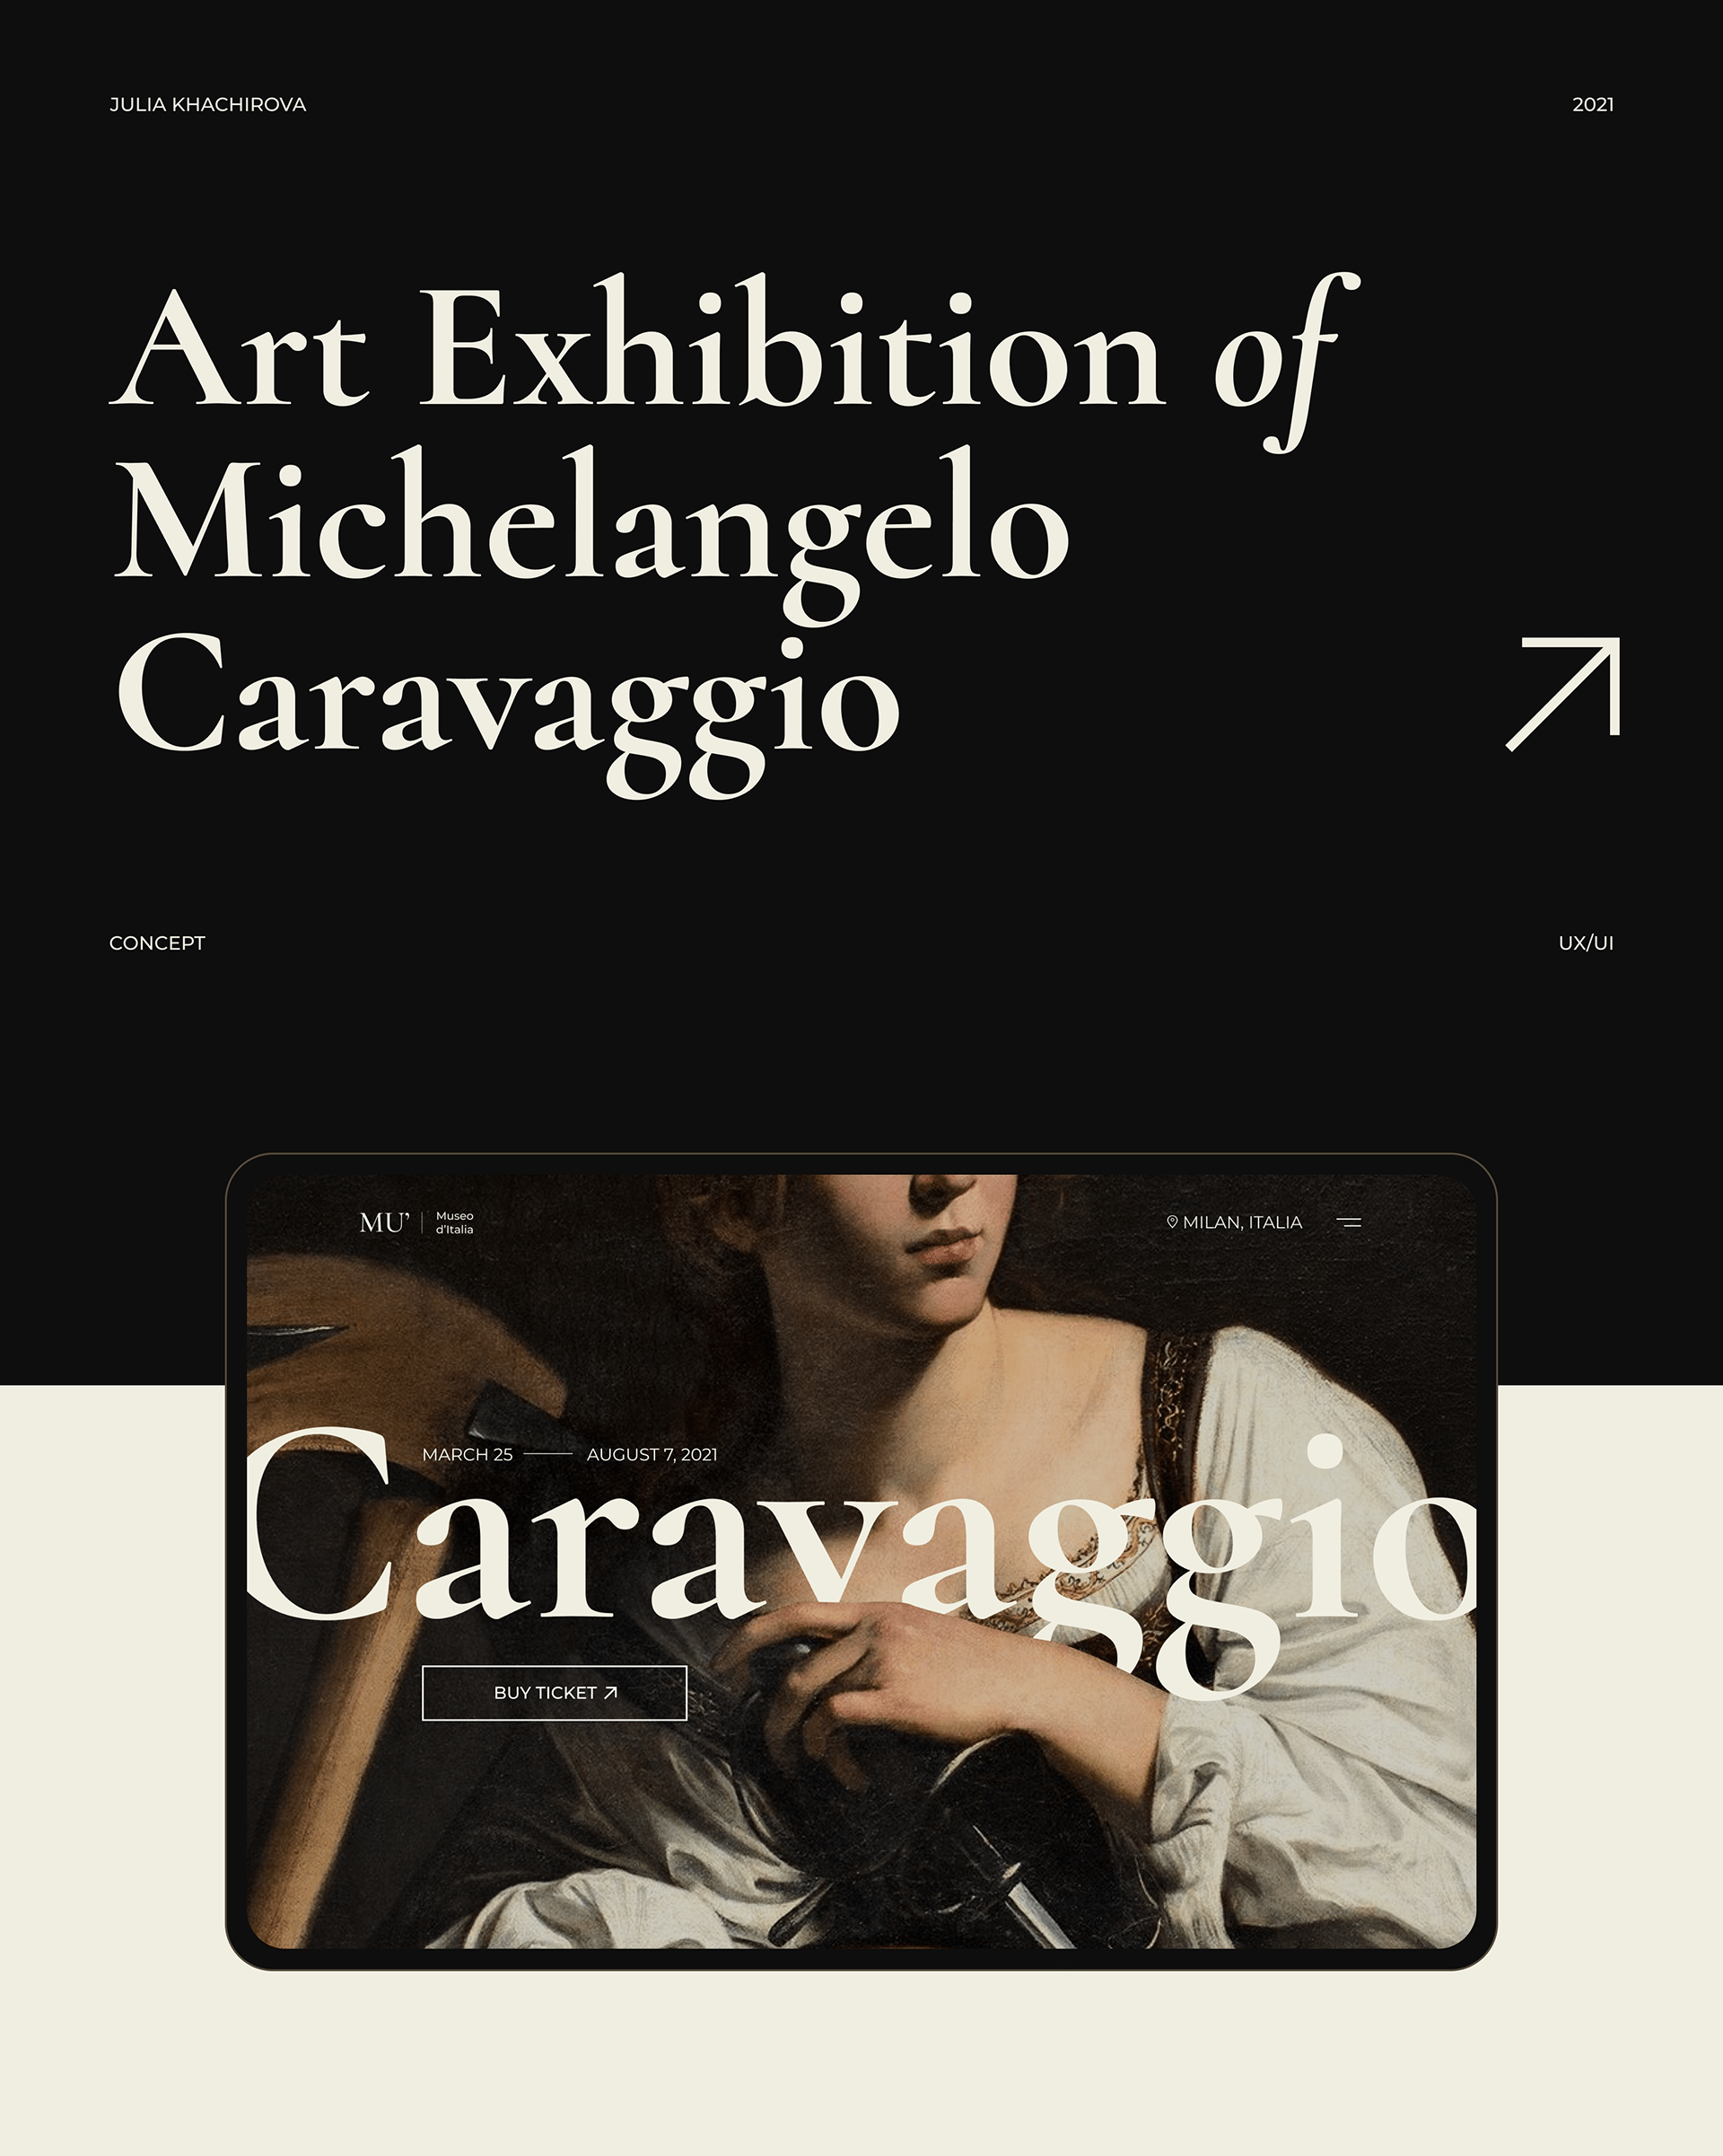 JULIA KHACHIROVA
2021
Art Exhibition of
Michelangelo
Caravaggio
CONCEPT
UX/UI
MU’
Museo
d’Italia
MILAN, ITALIA
MARCH 25
AUGUST 7, 2021
Caravaggio
BUY TICKET